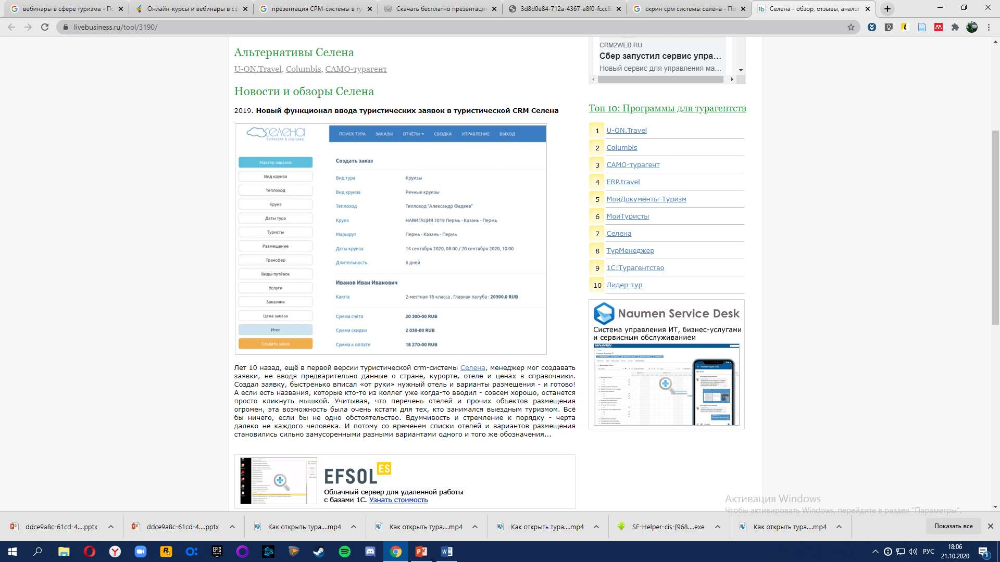 вебинары в сфере туризма - По
Онлайн-курсы и вебинары в сф
презентация СРМ-системы в ту
Скачать бесплатно презентаци
3d8d0e84-712a-4367-a8f0-fccc8
скрин срм системы селена - По
Селена - обзор, отзывы, аналог
livebusiness.ru/tool/3190/
Альтернативы Селена
U-ON.Travel, Columbis, САМО-турагент
Новости и обзоры Селена
2019. Новый функционал ввода туристических заявок в туристической CRM Селена
селена
ТУРИЗМ В ОБЛАКЕ
ПОИСК ТУРА ЗАКАЗЫ ОТЧЁТЫ СВОДКА УПРАВЛЕНИЕ ВЫХОД
Мастер заказов
Вид круиза
Теплоход
Круиз
Даты тура
Туристы
Размещение
Трансфер
Виды путёвок
Услуги
Заказчик
Цена заказа
Итог
Создать заказ
Создать заказ
Вид тура Круизы
Вид круиза Речные круизы
Теплоход Теплоход "Александр Фадеев"
Круиз НАВИГАЦИЯ 2019 Пермь - Казань - Пермь
Маршрут Пермь - Казань - Пермь
Даты круиза 14 сентября 2020, 08:00 / 20 сентября 2020, 10:00
Длительность 6 дней
Иванов Иван Иванович
Каюта 2-местная 1Б класса , Главная палуба : 20300.0 RUB
Сумма счёта 20 300-00 RUB
Сумма скидки 2 030-00 RUB
Сумма к оплате 18 270-00 RUB
Лет 10 назад, ещё в первой версии туристической crm-системы Селена, менеджер мог создавать
заявки, не вводя предварительно данные о стране, курорте, отеле и ценах в справочники.
Создал заявку, быстренько вписал «от руки» нужный отель и варианты размещения - и готово!
А если есть названия, которые кто-то из коллег уже когда-то вводил - совсем хорошо, останется
просто кликнуть мышкой. Учитывая, что перечень отелей и прочих объектов размещения
огромен, эта возможность была очень кстати для тех, кто занимался выездным туризмом. Всё
бы ничего, если бы не одно обстоятельство. Вдумчивость и стремление к порядку - черта
далеко не каждого человека. И потому со временем списки отелей и вариантов размещения
становились сильно замусоренными разными вариантами одного и того же обозначения...
EFSOL ES
Облачный сервер для удаленной работы
с базами 1С. Узнать стоимость
CRM2WEB.RU
Сбер запустил сервис упра...
Новый сервис для управления ма...
Топ 10: Программы для турагентств
1 U-ON.Travel
2 Columbis
3 САМО-турагент
4 ERP.travel
5 МоиДокументы-Туризм
6 МоиТуристы
7 Селена
8 ТурМенеджер
9 1С:Турагентство
10 Лидер-тур
Naumen Service Desk
Система управления ИТ, бизнес-услугами
и сервисным обслуживанием
NAUMEN
Активация Windows
Чтобы активировать Windows, перейдите в раздел "Параметры".
ddce9a8c-61cd-4....pptx
ddce9a8c-61cd-4....pptx
Как открыть тура....mp4
Как открыть тура....mp4
Как открыть тура....mp4
SF-Helper-cis-[968....exe
Как открыть тура....mp4
Показать все
РУС
18:06
21.10.2020